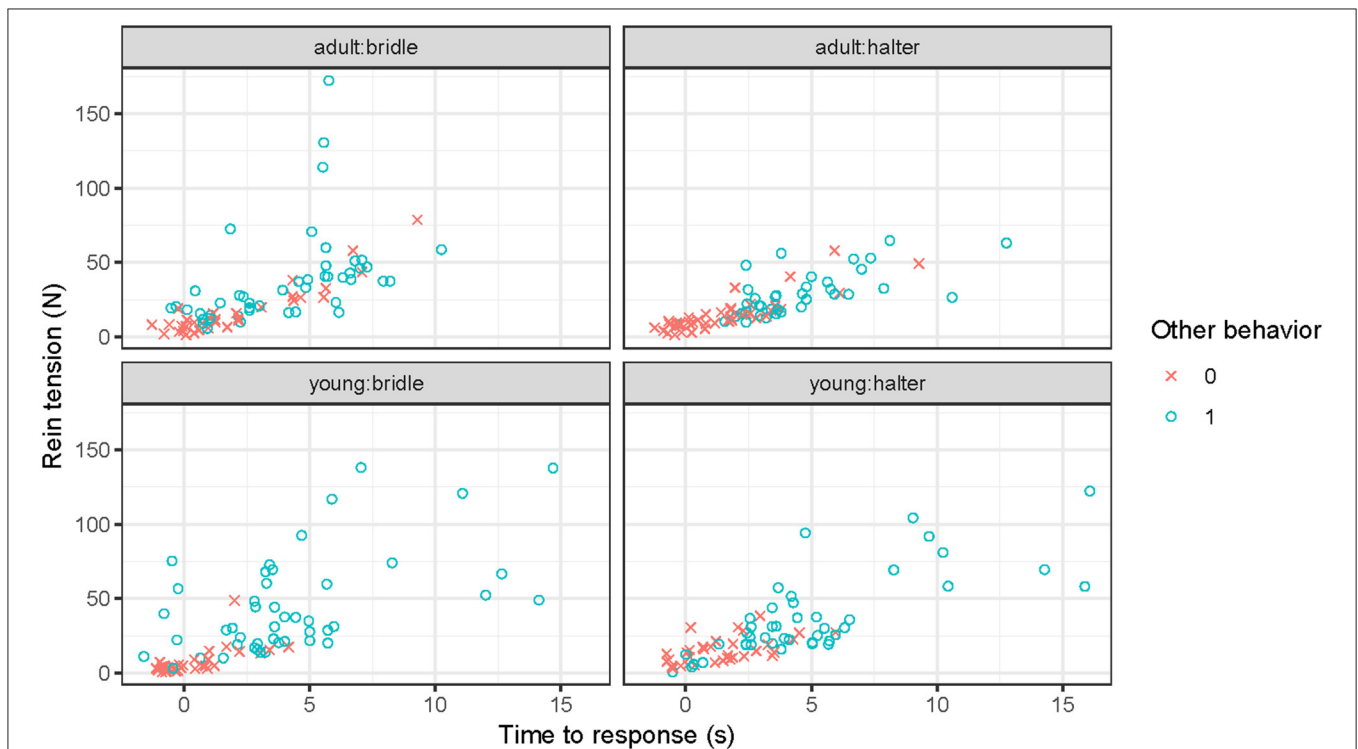 adult:bridle
adult:halter
150
100
50
0
young:bridle
young:halter
150
100
50
0
0
5
10
15
0
5
10
15
Rein tension (N)
Time to response (s)
Other behavior
0
1